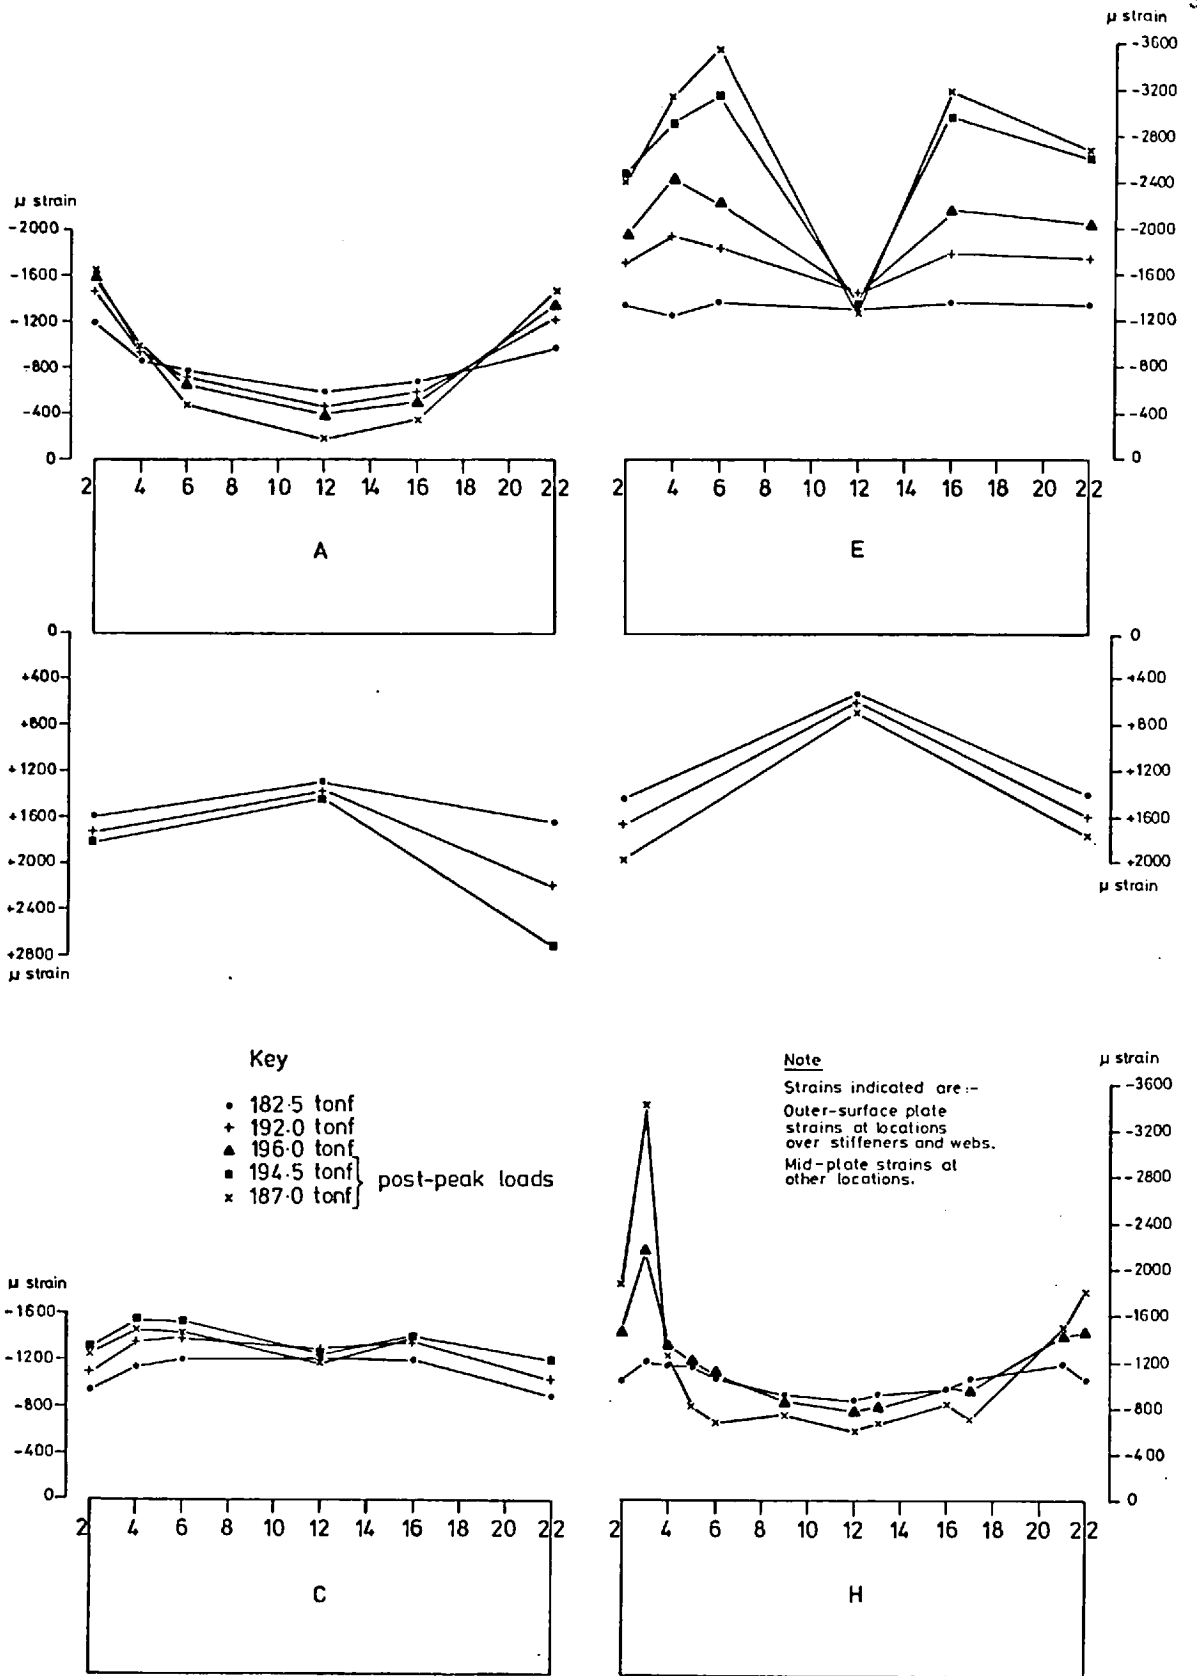 μ strain
-2000
-1600
-1200
-800
-400
0
2 4 6 8 10 12 14 16 18 20 22
A
0
+400
+800
+1200
+1600
+2000
+2400
+2800
μ strain
μ strain
-3600
-3200
-2800
-2400
-2000
-1600
-1200
-800
-400
0
2 4 6 8 10 12 14 16 18 20 22
E
0
+400
+800
+1200
+1600
+2000
μ strain
Key
182·5 tonf
192·0 tonf
196·0 tonf
194·5 tonf
187·0 tonf
post-peak loads
Note
Strains indicated are:-
Outer-surface plate
strains at locations
over stiffeners and webs.
Mid-plate strains at
other locations.
μ strain
-1600
-1200
-800
-400
0
2 4 6 8 10 12 14 16 18 20 22
C
μ strain
-3600
-3200
-2800
-2400
-2000
-1600
-1200
-800
-400
0
2 4 6 8 10 12 14 16 18 20 22
H